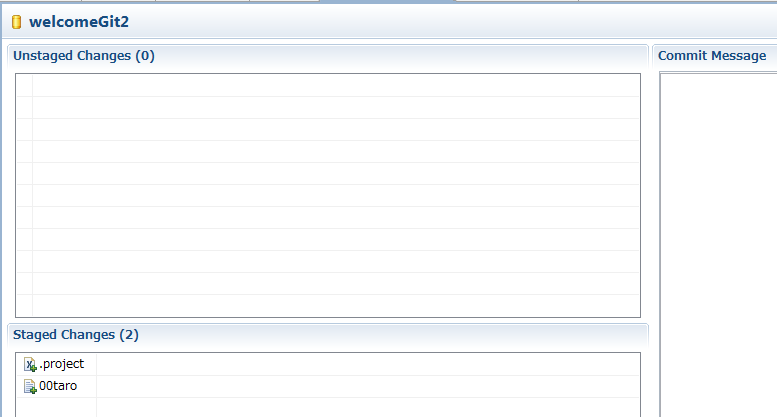 welcomeGit2
Unstaged Changes (0)
Commit Message
Staged Changes (2)
.project
00taro